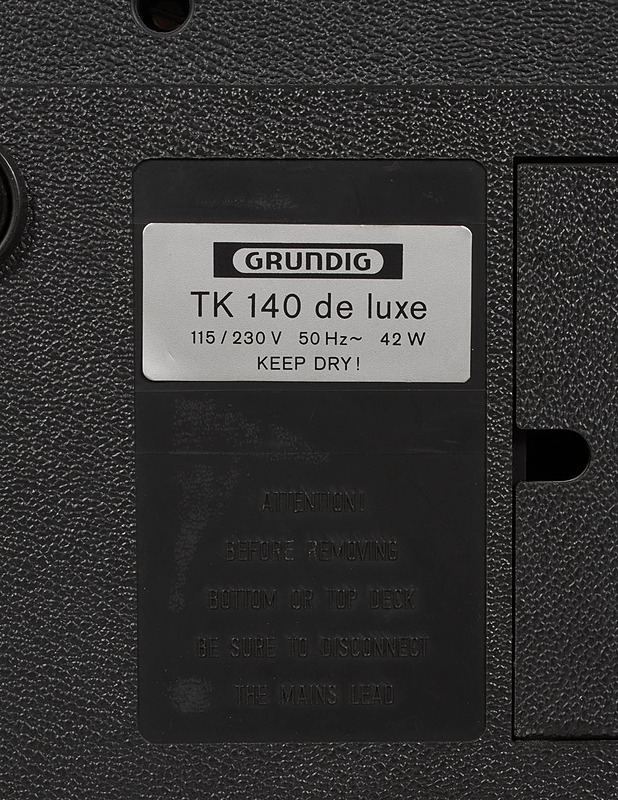 GRUNDIG
TK 140 de luxe
115 / 230 V 50 Hz~ 42 W
KEEP DRY!
ATTENTION!
BEFORE REMOVING
BOTTOM OR TOP DECK
BE SURE TO DISCONNECT
THE MAINS LEAD